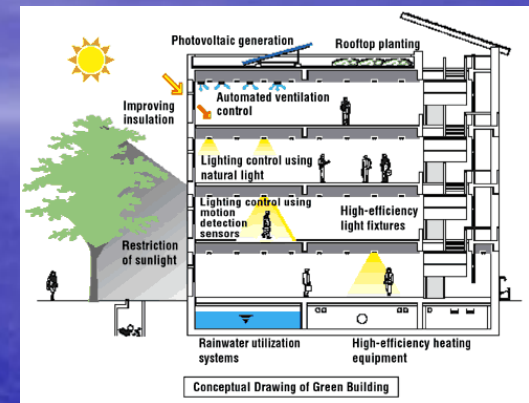 Photovoltaic generation
Rooftop planting
Improving
insulation
Automated ventilation
control
Lighting control using
natural light
Lighting control using
motion
detection
sensors
High-efficiency
light fixtures
Restriction
of sunlight
Rainwater utilization
systems
High-efficiency heating
equipment
Conceptual Drawing of Green Building